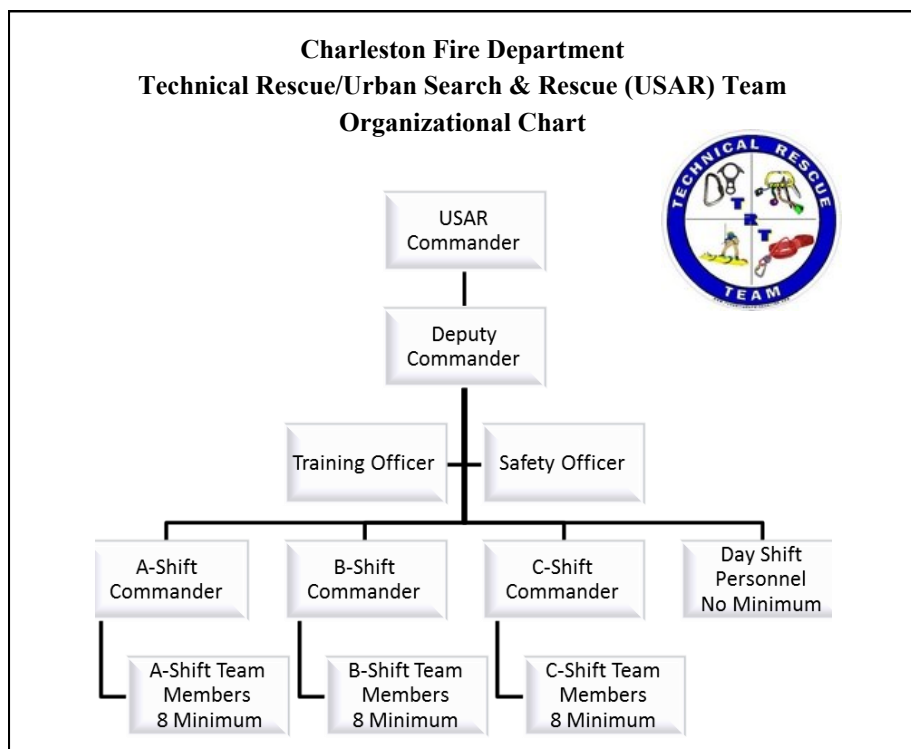 Charleston Fire Department
Technical Rescue/Urban Search & Rescue (USAR) Team
Organizational Chart
TECHNICAL RESCUE
TRT
TEAM
USAR
Commander
Deputy
Commander
Training Officer
Safety Officer
A-Shift
Commander
B-Shift
Commander
C-Shift
Commander
Day Shift
Personnel
No Minimum
A-Shift Team
Members
8 Minimum
B-Shift Team
Members
8 Minimum
C-Shift Team
Members
8 Minimum